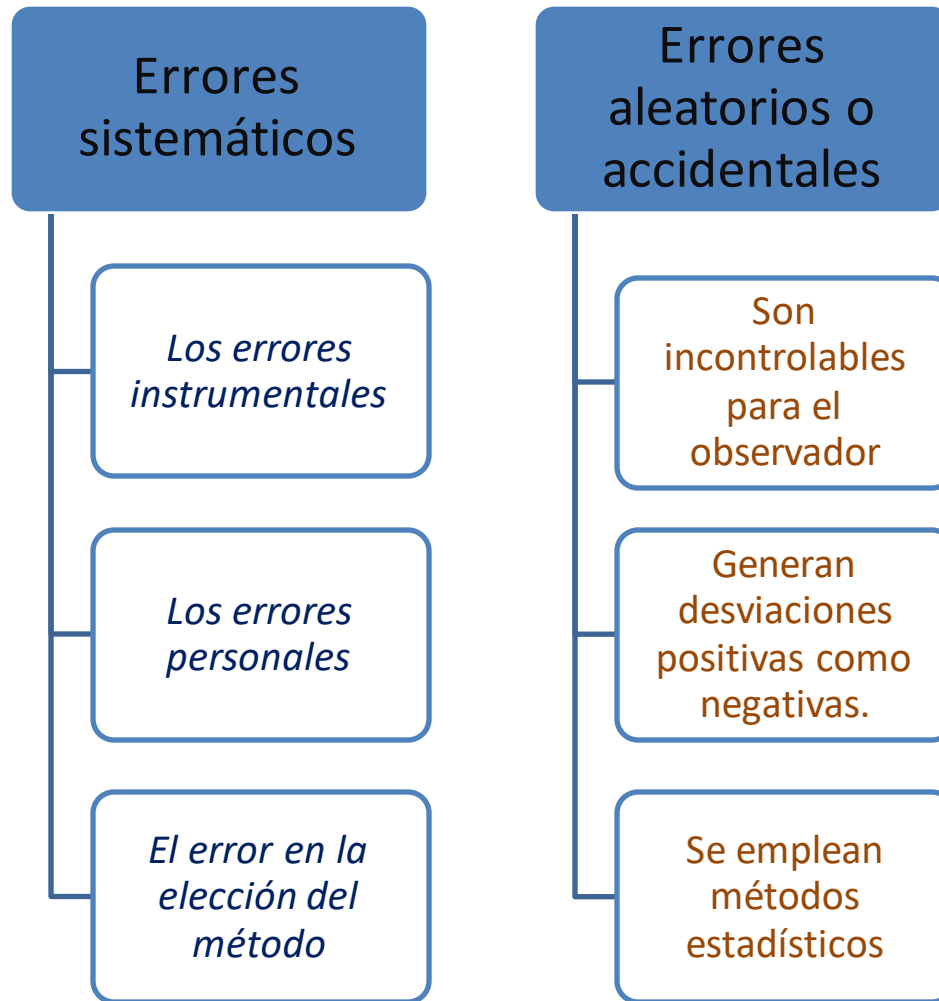 Errores
sistemáticos
Los errores
instrumentales
Los errores
personales
El error en la
elección del
método
Errores
aleatorios o
accidentales
Son
incontrolables
para el
observador
Generan
desviaciones
positivas como
negativas.
Se emplean
métodos
estadísticos